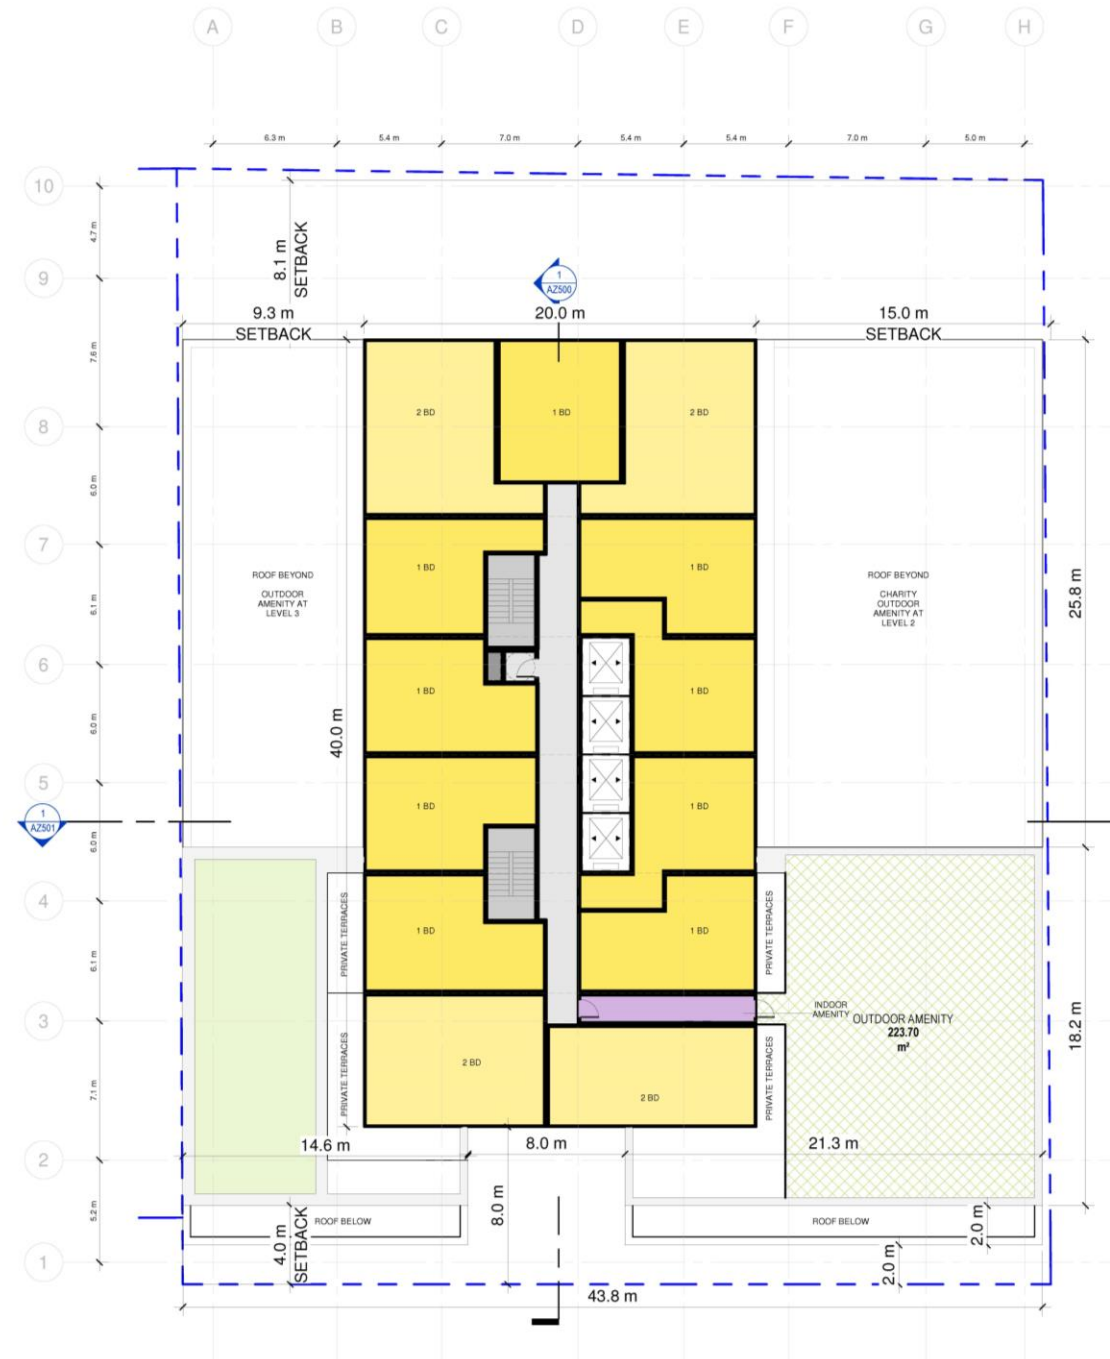 A B C D E F G H
6.3 m 5.4 m 7.0 m 5.4 m 5.4 m 7.0 m 5.0 m
10
4.7 m
8.1 m
SETBACK
9
1
AZ500
9.3 m
SETBACK
20.0 m
15.0 m
SETBACK
7.6 m
8
2 BD
1 BD
2 BD
6.0 m
7
1 BD
1 BD
ROOF BEYOND
OUTDOOR
AMENITY AT
LEVEL 3
ROOF BEYOND
CHARITY
OUTDOOR
AMENITY AT
LEVEL 2
25.8 m
6.1 m
6
1 BD
1 BD
40.0 m
6.0 m
5
1 BD
1 BD
1
AZ501
6.0 m
4
PRIVATE TERRACES
1 BD
1 BD
PRIVATE TERRACES
6.1 m
3
INDOOR
AMENITY
OUTDOOR AMENITY
223.70
m²
18.2 m
PRIVATE TERRACES
2 BD
2 BD
PRIVATE TERRACES
7.1 m
14.6 m
8.0 m
21.3 m
2
8.0 m
5.2 m
ROOF BELOW
ROOF BELOW
4.0 m
SETBACK
2.0 m
2.0 m
1
43.8 m